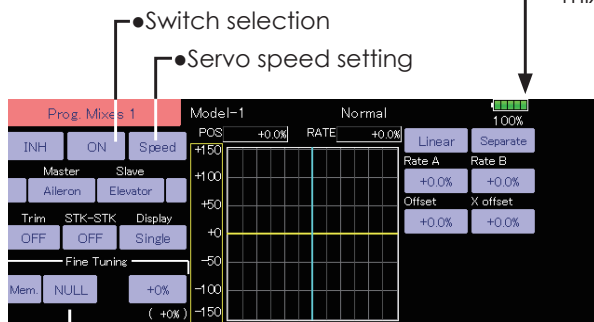 ●Switch selection
●Servo speed setting
Prog. Mixes 1 Model-1 Normal 100%
POS +0.0% RATE +0.0%
INH ON Speed Linear Separate
Master Slave Rate A Rate B
Aileron Elevator +0.0% +0.0%
Trim STK-STK Display Offset X offset
OFF OFF Single +0.0% +0.0%
Fine Tuning
Mem. NULL +0%
( +0% )
+150
+100
+50
+0
-50
-100
-150